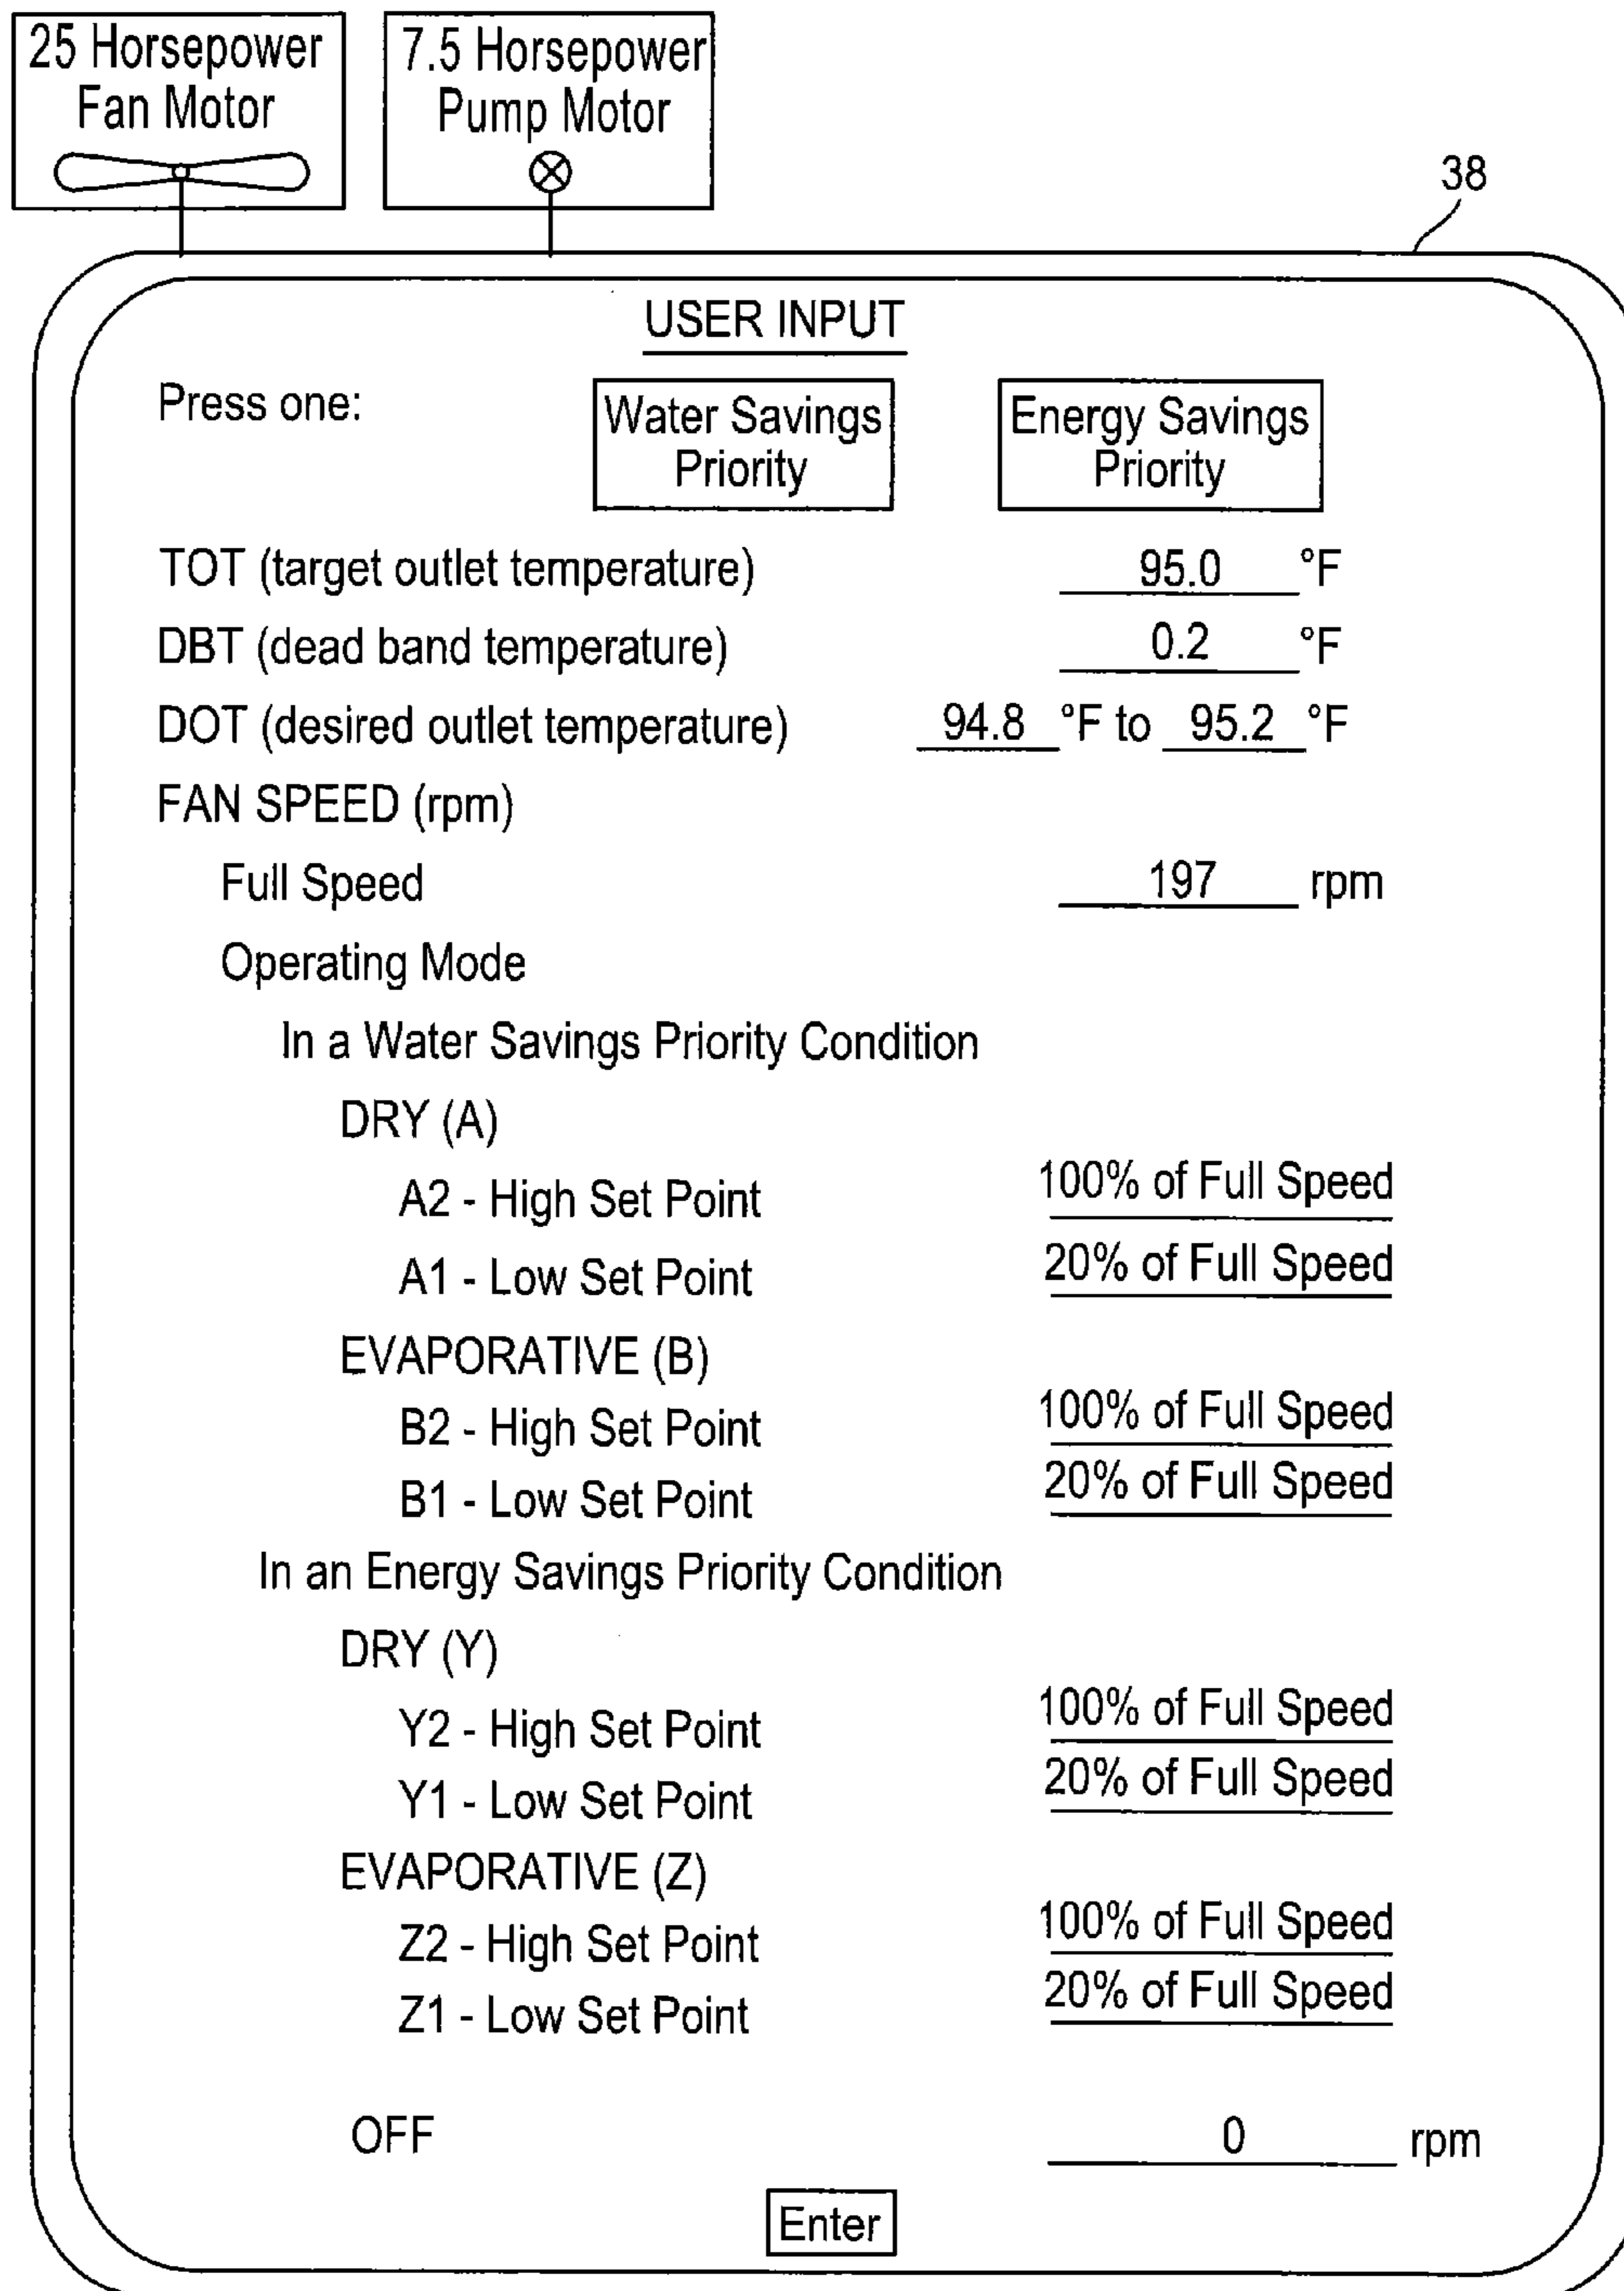 25 Horsepower
Fan Motor
7.5 Horsepower
Pump Motor
38
USER INPUT
Press one:
Water Savings
Priority
Energy Savings
Priority
TOT (target outlet temperature) 95.0 °F
DBT (dead band temperature) 0.2 °F
DOT (desired outlet temperature) 94.8 °F to 95.2 °F
FAN SPEED (rpm)
Full Speed 197 rpm
Operating Mode
In a Water Savings Priority Condition
DRY (A)
A2 - High Set Point 100% of Full Speed
A1 - Low Set Point 20% of Full Speed
EVAPORATIVE (B)
B2 - High Set Point 100% of Full Speed
B1 - Low Set Point 20% of Full Speed
In an Energy Savings Priority Condition
DRY (Y)
Y2 - High Set Point 100% of Full Speed
Y1 - Low Set Point 20% of Full Speed
EVAPORATIVE (Z)
Z2 - High Set Point 100% of Full Speed
Z1 - Low Set Point 20% of Full Speed
OFF 0 rpm
Enter